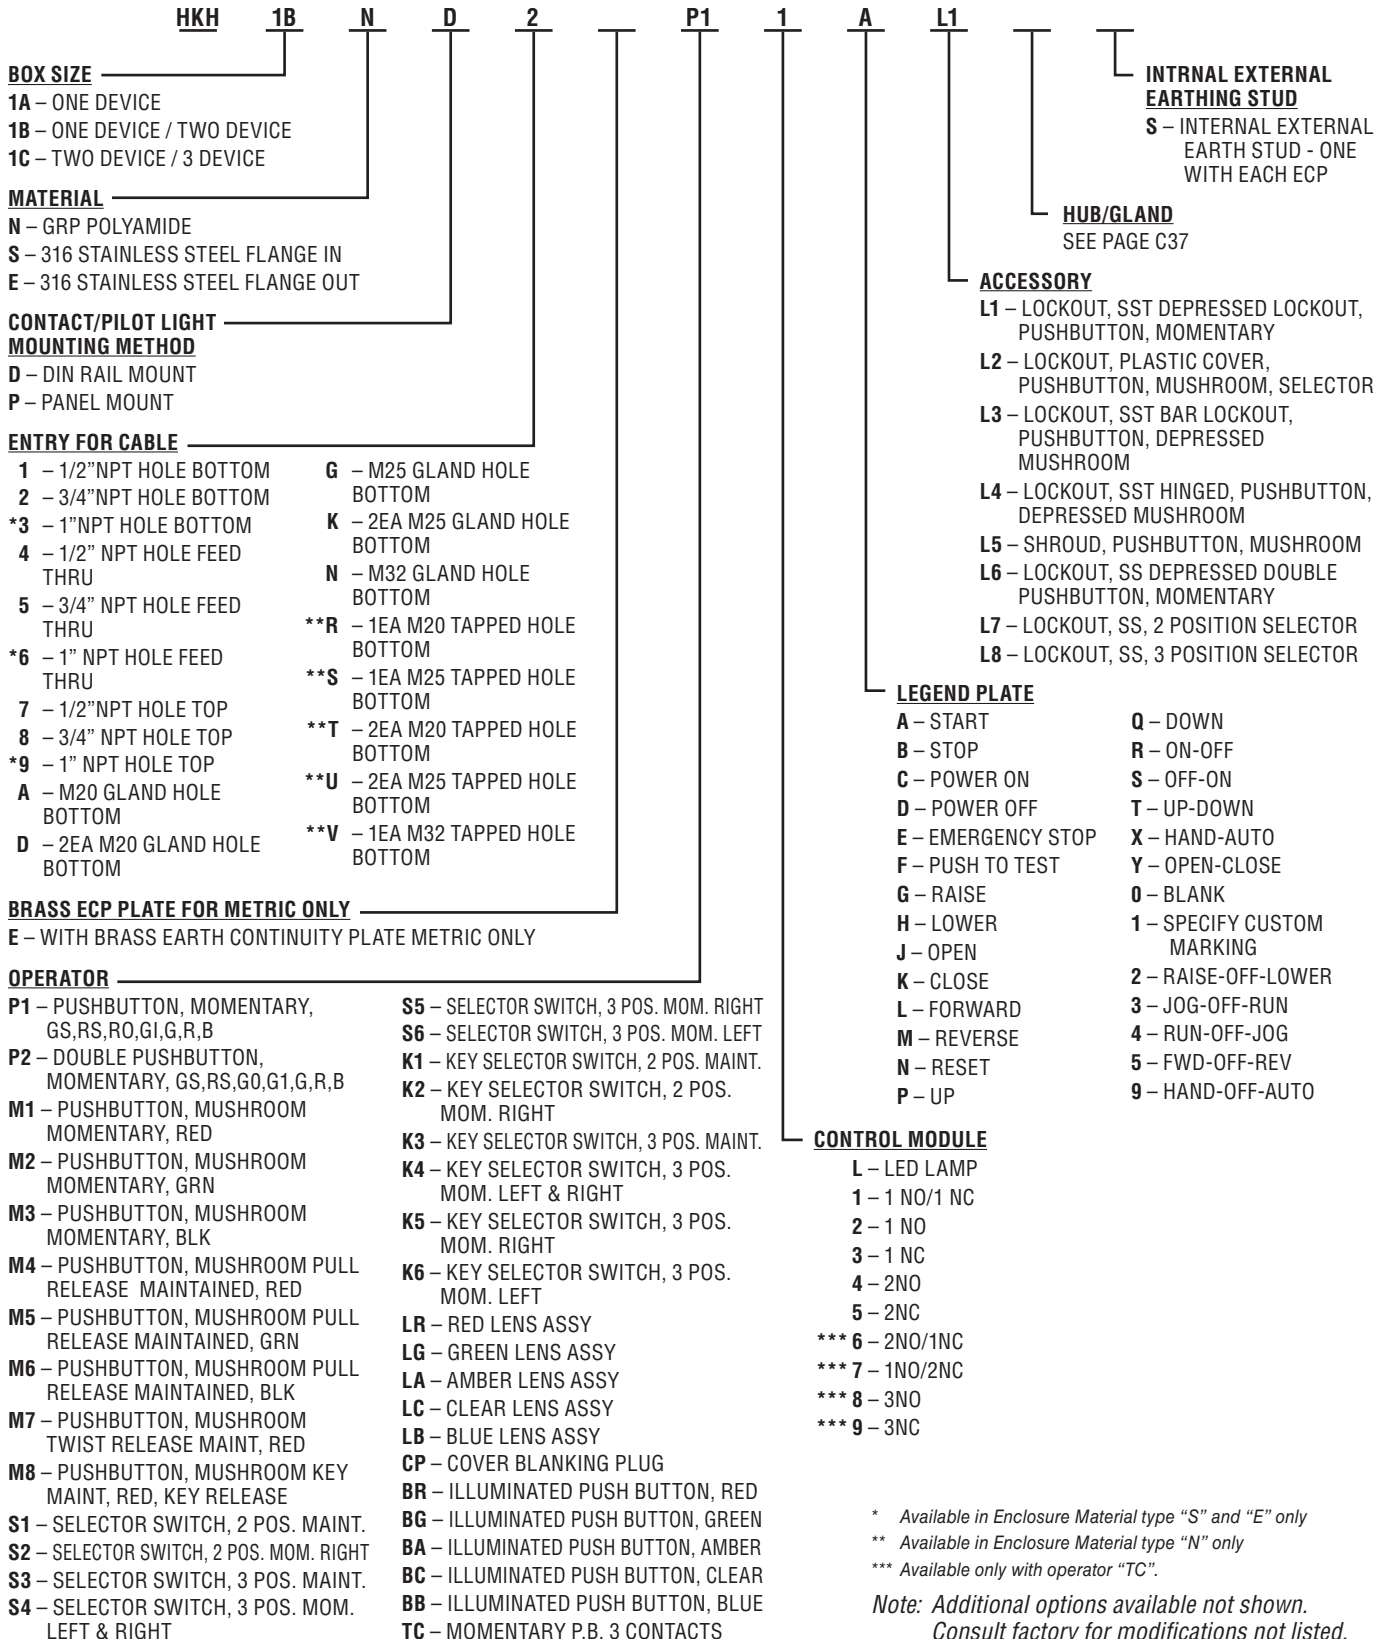 HKH 1B N D 2 P1 1 A L1
BOX SIZE
1A – ONE DEVICE
1B – ONE DEVICE / TWO DEVICE
1C – TWO DEVICE / 3 DEVICE
MATERIAL
N – GRP POLYAMIDE
S – 316 STAINLESS STEEL FLANGE IN
E – 316 STAINLESS STEEL FLANGE OUT
CONTACT/PILOT LIGHT
MOUNTING METHOD
D – DIN RAIL MOUNT
P – PANEL MOUNT
ENTRY FOR CABLE
1 – 1/2”NPT HOLE BOTTOM
2 – 3/4”NPT HOLE BOTTOM
*3 – 1”NPT HOLE BOTTOM
4 – 1/2” NPT HOLE FEED
THRU
5 – 3/4” NPT HOLE FEED
THRU
*6 – 1” NPT HOLE FEED
THRU
7 – 1/2”NPT HOLE TOP
8 – 3/4” NPT HOLE TOP
*9 – 1” NPT HOLE TOP
A – M20 GLAND HOLE
BOTTOM
D – 2EA M20 GLAND HOLE
BOTTOM
G – M25 GLAND HOLE
BOTTOM
K – 2EA M25 GLAND HOLE
BOTTOM
N – M32 GLAND HOLE
BOTTOM
**R – 1EA M20 TAPPED HOLE
BOTTOM
**S – 1EA M25 TAPPED HOLE
BOTTOM
**T – 2EA M20 TAPPED HOLE
BOTTOM
**U – 2EA M25 TAPPED HOLE
BOTTOM
**V – 1EA M32 TAPPED HOLE
BOTTOM
BRASS ECP PLATE FOR METRIC ONLY
E – WITH BRASS EARTH CONTINUITY PLATE METRIC ONLY
OPERATOR
P1 – PUSHBUTTON, MOMENTARY,
GS,RS,RO,GI,G,R,B
P2 – DOUBLE PUSHBUTTON,
MOMENTARY, GS,RS,G0,G1,G,R,B
M1 – PUSHBUTTON, MUSHROOM
MOMENTARY, RED
M2 – PUSHBUTTON, MUSHROOM
MOMENTARY, GRN
M3 – PUSHBUTTON, MUSHROOM
MOMENTARY, BLK
M4 – PUSHBUTTON, MUSHROOM PULL
RELEASE MAINTAINED, RED
M5 – PUSHBUTTON, MUSHROOM PULL
RELEASE MAINTAINED, GRN
M6 – PUSHBUTTON, MUSHROOM PULL
RELEASE MAINTAINED, BLK
M7 – PUSHBUTTON, MUSHROOM
TWIST RELEASE MAINT, RED
M8 – PUSHBUTTON, MUSHROOM KEY
MAINT, RED, KEY RELEASE
S1 – SELECTOR SWITCH, 2 POS. MAINT.
S2 – SELECTOR SWITCH, 2 POS. MOM. RIGHT
S3 – SELECTOR SWITCH, 3 POS. MAINT.
S4 – SELECTOR SWITCH, 3 POS. MOM.
LEFT & RIGHT
S5 – SELECTOR SWITCH, 3 POS. MOM. RIGHT
S6 – SELECTOR SWITCH, 3 POS. MOM. LEFT
K1 – KEY SELECTOR SWITCH, 2 POS. MAINT.
K2 – KEY SELECTOR SWITCH, 2 POS.
MOM. RIGHT
K3 – KEY SELECTOR SWITCH, 3 POS. MAINT.
K4 – KEY SELECTOR SWITCH, 3 POS.
MOM. LEFT & RIGHT
K5 – KEY SELECTOR SWITCH, 3 POS.
MOM. RIGHT
K6 – KEY SELECTOR SWITCH, 3 POS.
MOM. LEFT
LR – RED LENS ASSY
LG – GREEN LENS ASSY
LA – AMBER LENS ASSY
LC – CLEAR LENS ASSY
LB – BLUE LENS ASSY
CP – COVER BLANKING PLUG
BR – ILLUMINATED PUSH BUTTON, RED
BG – ILLUMINATED PUSH BUTTON, GREEN
BA – ILLUMINATED PUSH BUTTON, AMBER
BC – ILLUMINATED PUSH BUTTON, CLEAR
BB – ILLUMINATED PUSH BUTTON, BLUE
TC – MOMENTARY P.B. 3 CONTACTS
INTRNAL EXTERNAL
EARTHING STUD
S – INTERNAL EXTERNAL
EARTH STUD - ONE
WITH EACH ECP
HUB/GLAND
SEE PAGE C37
ACCESSORY
L1 – LOCKOUT, SST DEPRESSED LOCKOUT,
PUSHBUTTON, MOMENTARY
L2 – LOCKOUT, PLASTIC COVER,
PUSHBUTTON, MUSHROOM, SELECTOR
L3 – LOCKOUT, SST BAR LOCKOUT,
PUSHBUTTON, DEPRESSED
MUSHROOM
L4 – LOCKOUT, SST HINGED, PUSHBUTTON,
DEPRESSED MUSHROOM
L5 – SHROUD, PUSHBUTTON, MUSHROOM
L6 – LOCKOUT, SS DEPRESSED DOUBLE
PUSHBUTTON, MOMENTARY
L7 – LOCKOUT, SS, 2 POSITION SELECTOR
L8 – LOCKOUT, SS, 3 POSITION SELECTOR
LEGEND PLATE
A – START
B – STOP
C – POWER ON
D – POWER OFF
E – EMERGENCY STOP
F – PUSH TO TEST
G – RAISE
H – LOWER
J – OPEN
K – CLOSE
L – FORWARD
M – REVERSE
N – RESET
P – UP
Q – DOWN
R – ON-OFF
S – OFF-ON
T – UP-DOWN
X – HAND-AUTO
Y – OPEN-CLOSE
0 – BLANK
1 – SPECIFY CUSTOM
MARKING
2 – RAISE-OFF-LOWER
3 – JOG-OFF-RUN
4 – RUN-OFF-JOG
5 – FWD-OFF-REV
9 – HAND-OFF-AUTO
CONTROL MODULE
L – LED LAMP
1 – 1 NO/1 NC
2 – 1 NO
3 – 1 NC
4 – 2NO
5 – 2NC
*** 6 – 2NO/1NC
*** 7 – 1NO/2NC
*** 8 – 3NO
*** 9 – 3NC
* Available in Enclosure Material type “S” and “E” only
** Available in Enclosure Material type “N” only
*** Available only with operator “TC”.
Note: Additional options available not shown.
Consult factory for modifications not listed.